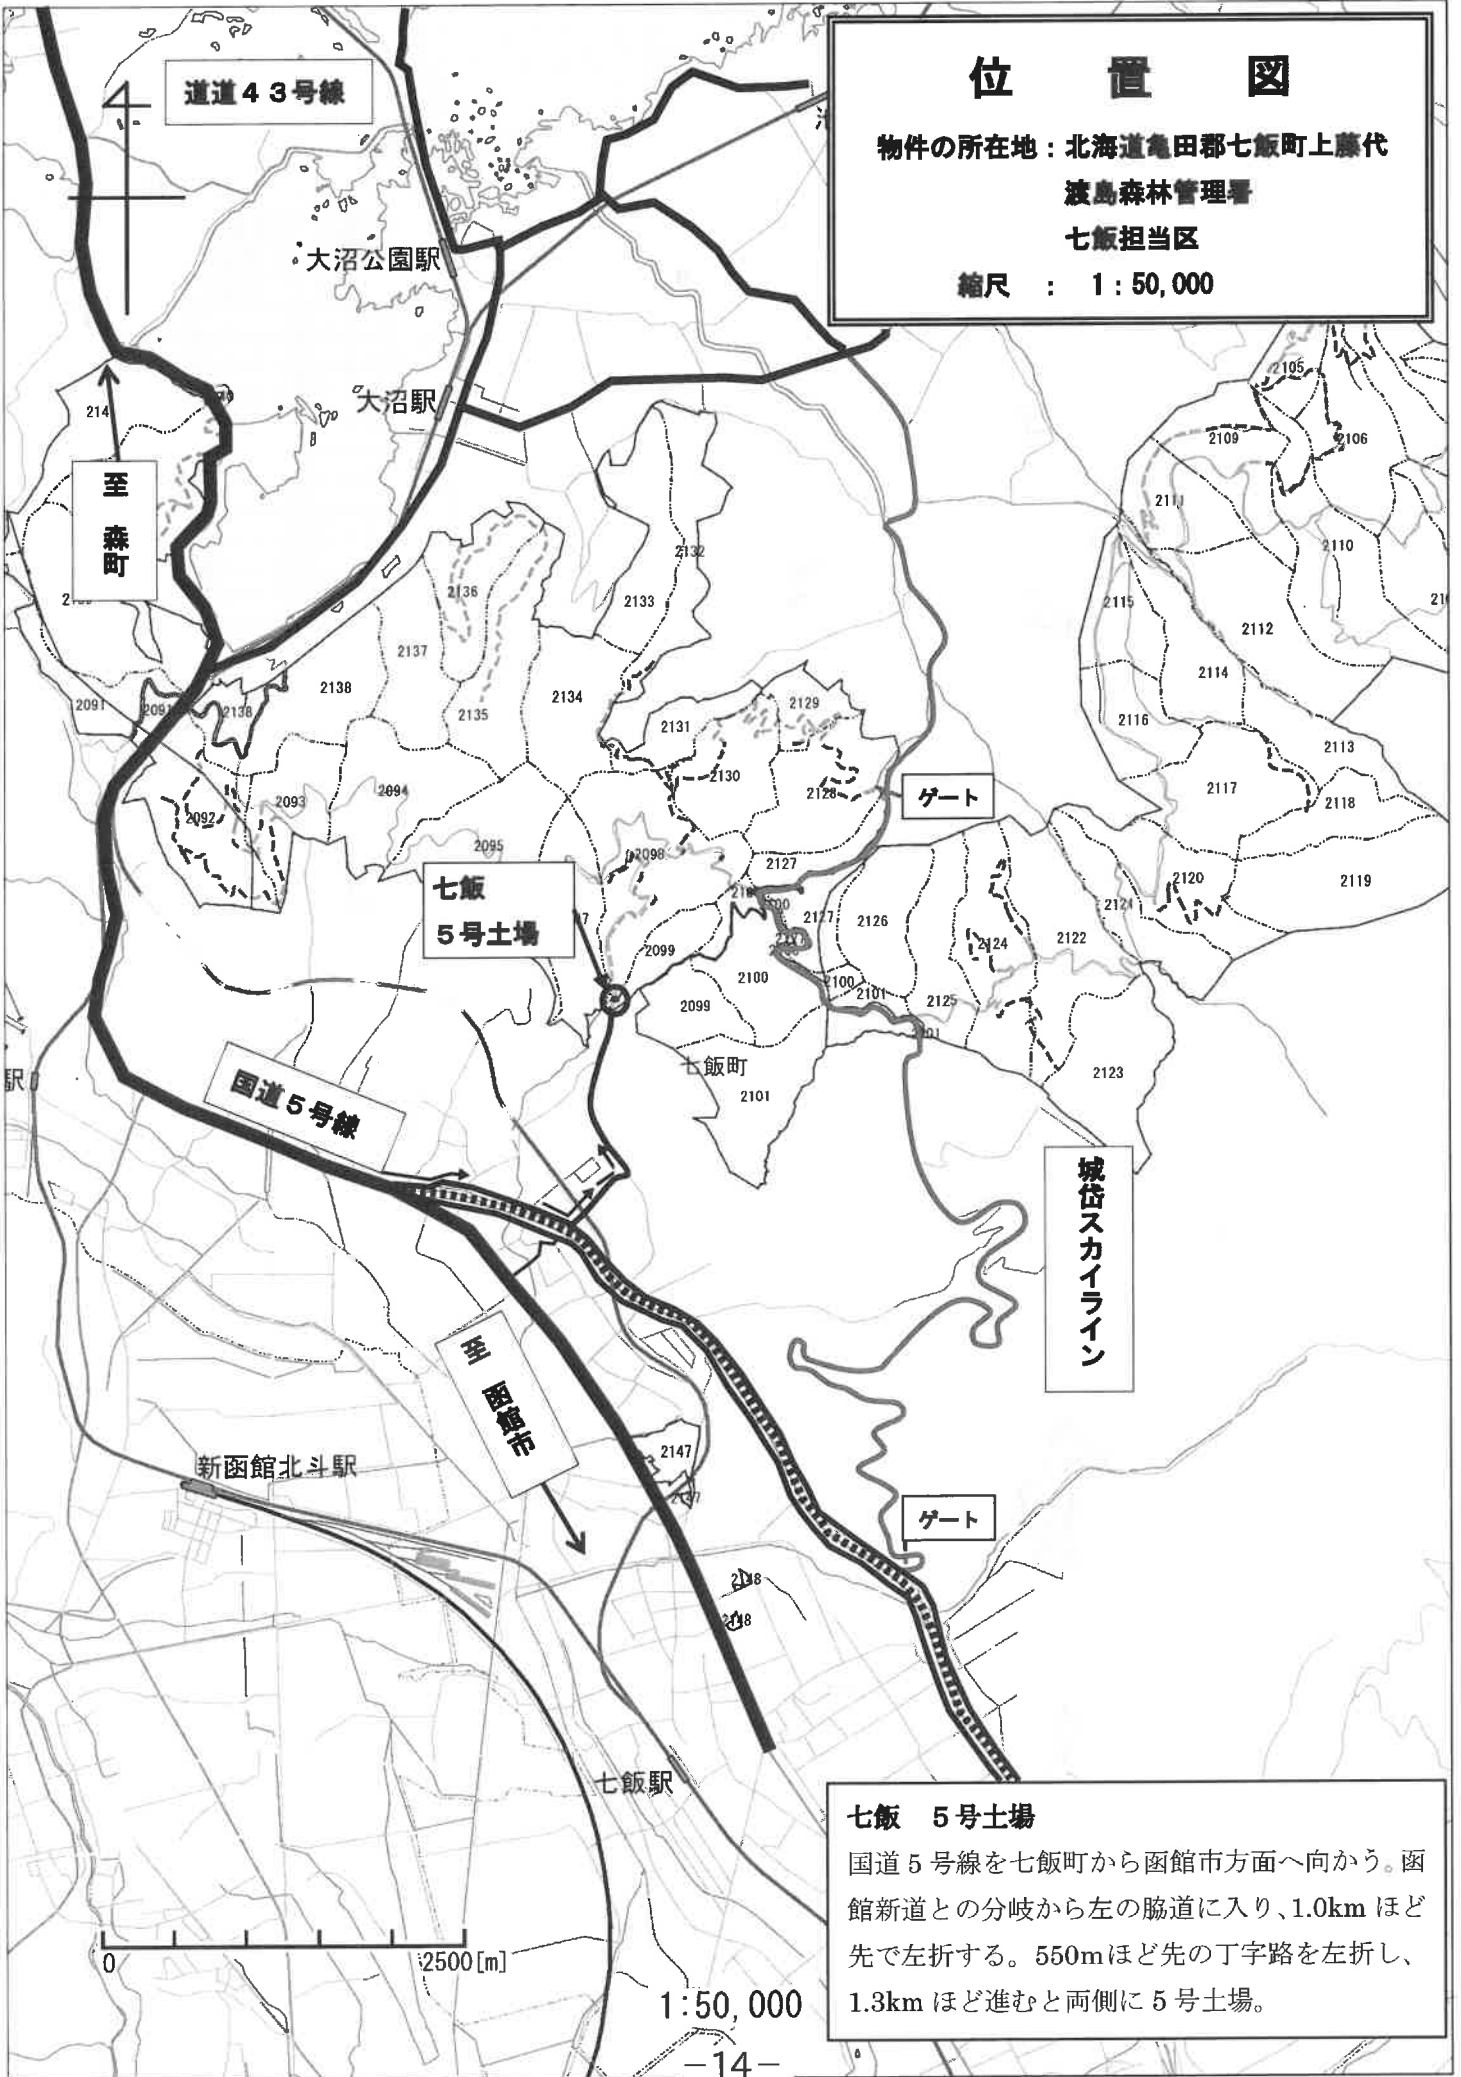 位置図
物件の所在地：北海道亀田郡七飯町上藤代
渡島森林管理署
七飯担当区
縮尺 ： 1：50,000
道道43号線
大沼公園駅
大沼駅
2105
2109
2106
214
2111
至 森町
2110
2132
2136
2133
2115
2112
2137
2114
2138
2134
2091
2138
2135
2131
2129
2116
2113
2130
2117
2094
2128
ゲート
2093
2118
2092
2095
2098
2127
2120
2119
七飯
5号土場
2127
2126
2121
2124
2122
2099
2100
2100
2101
2125
2099
2101
七飯町
2123
駅
2101
国道5号線
城岱スカイライン
至 函館市
2147
2147
新函館北斗駅
ゲート
2148
2148
七飯駅
七飯 5号土場
国道5号線を七飯町から函館市方面へ向かう。函
館新道との分岐から左の脇道に入り、1.0km ほど
先で左折する。550mほど先の丁字路を左折し、
1.3km ほど進むと両側に5号土場。
0 2500[m]
1:50,000
-14-